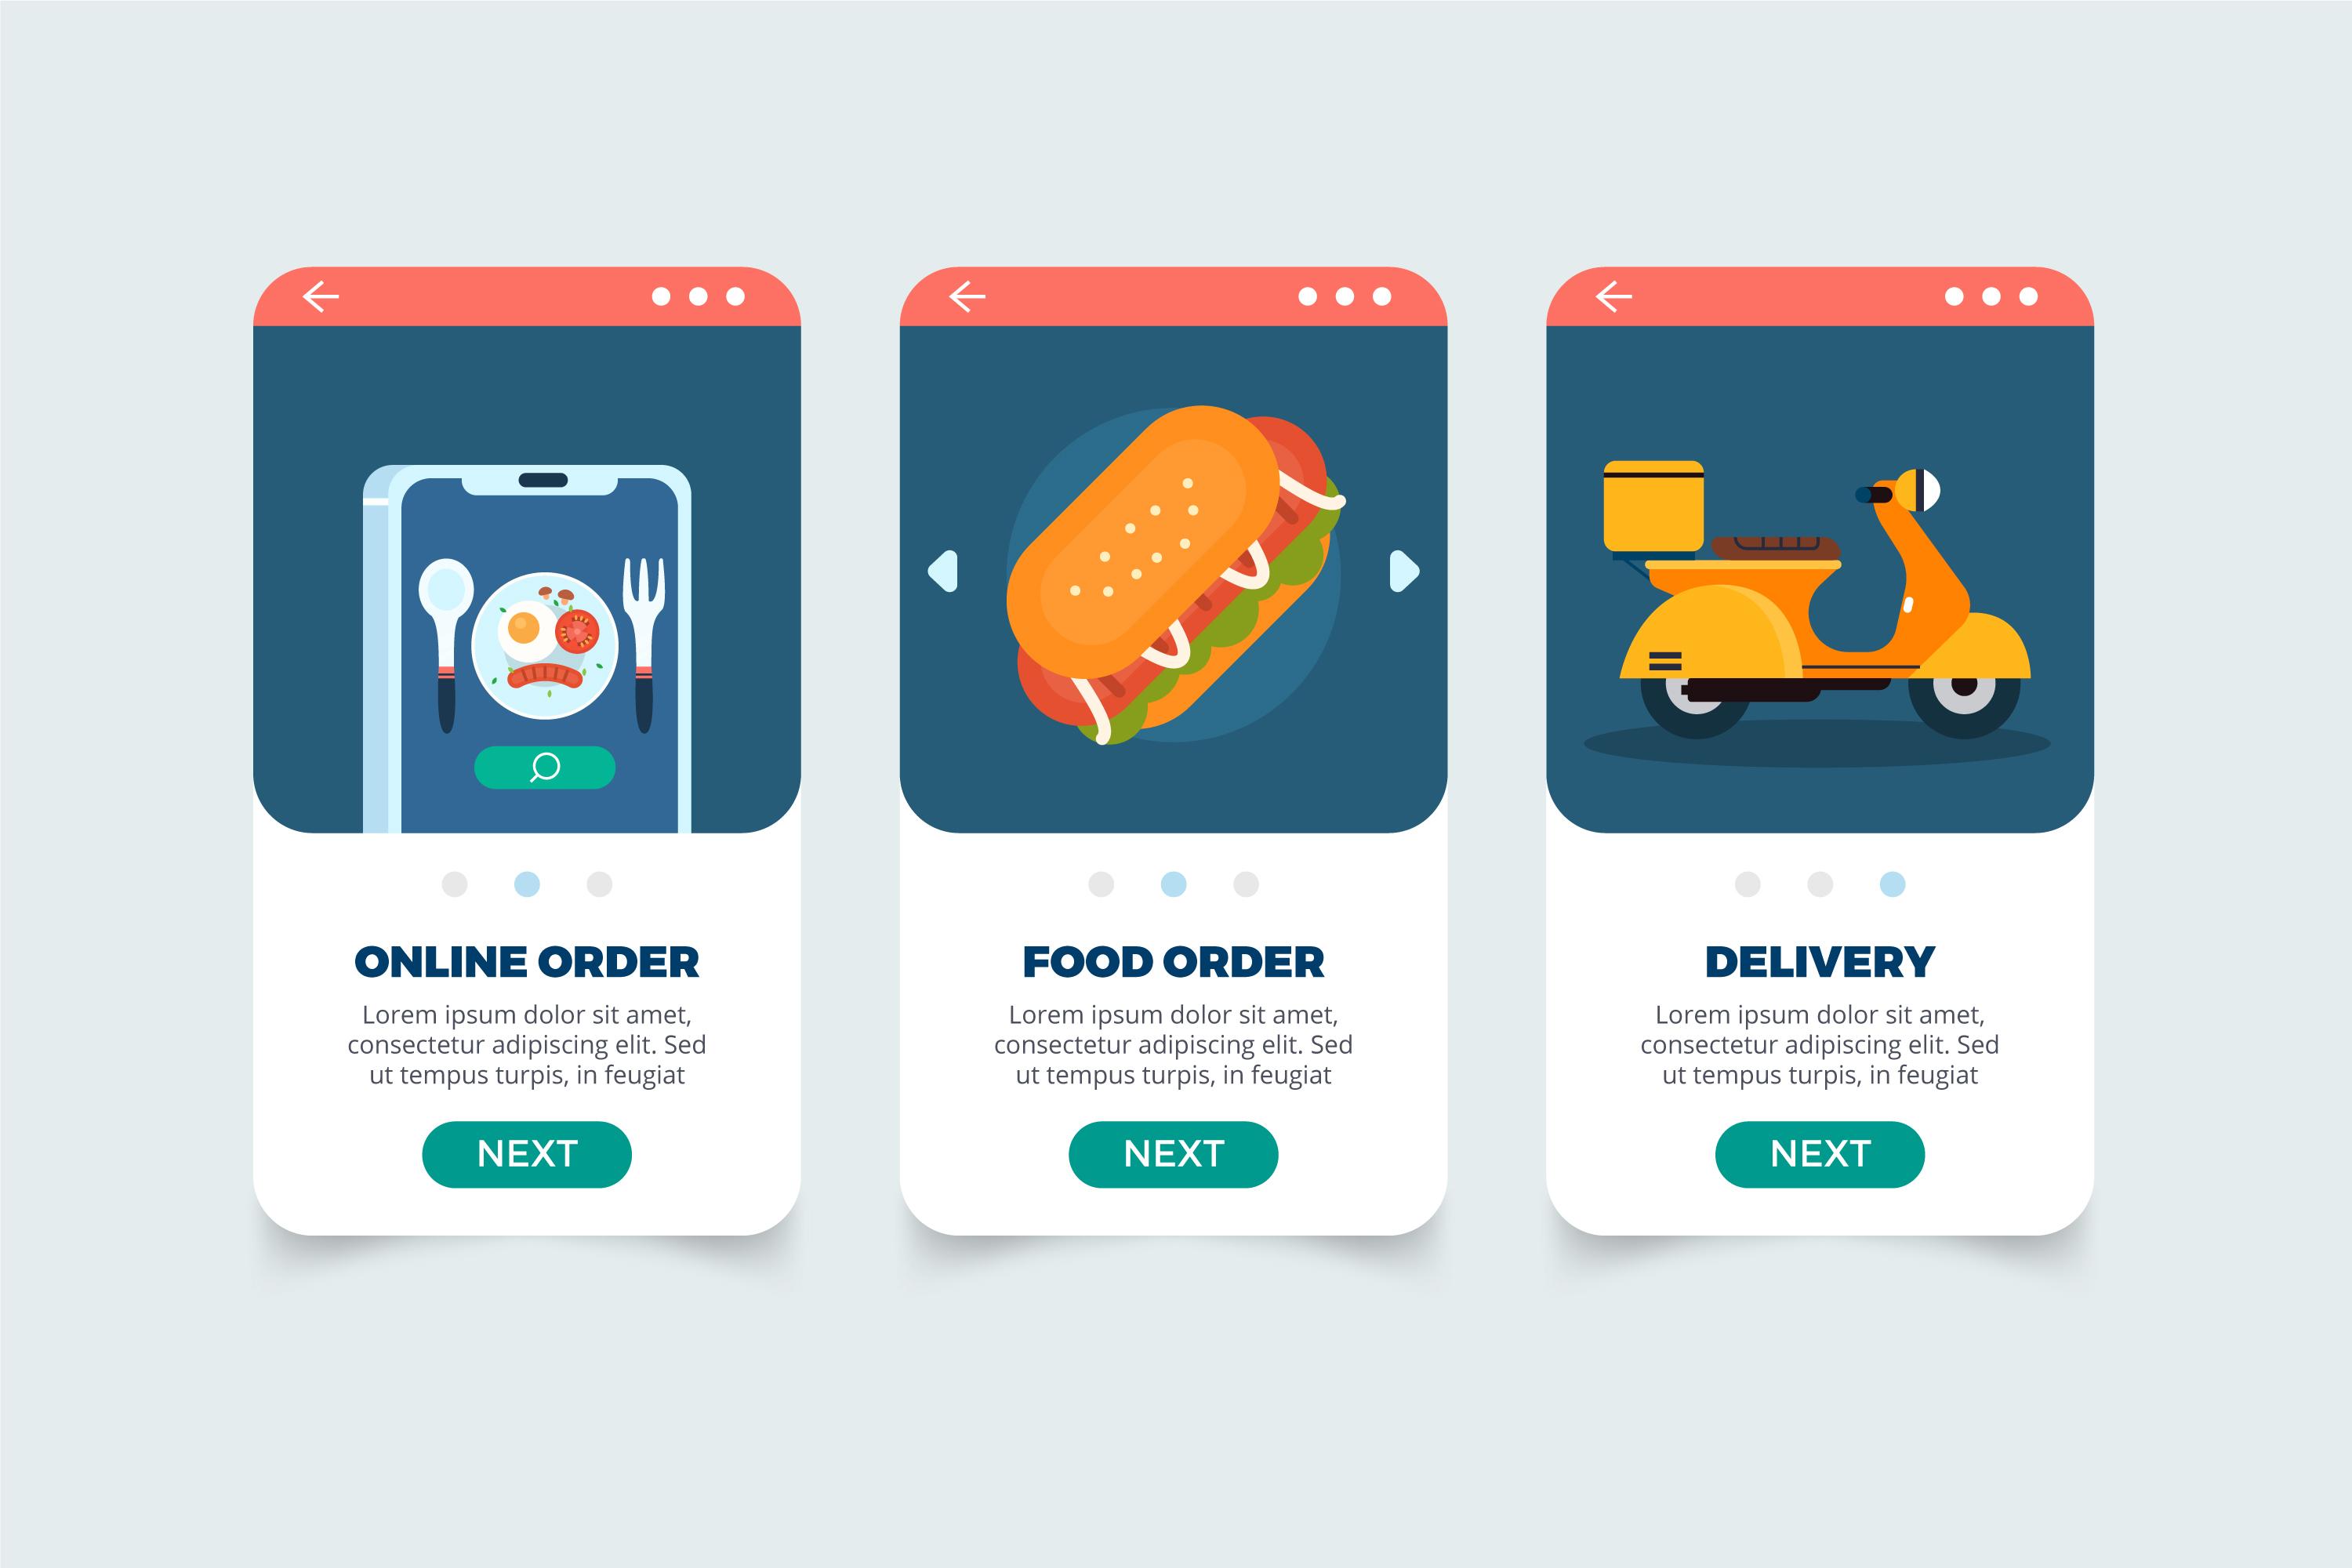 ONLINE ORDER
Lorem ipsum dolor sit amet,
consectetur adipiscing elit. Sed
ut tempus turpis, in feugiat
NEXT
FOOD ORDER
Lorem ipsum dolor sit amet,
consectetur adipiscing elit. Sed
ut tempus turpis, in feugiat
NEXT
DELIVERY
Lorem ipsum dolor sit amet,
consectetur adipiscing elit. Sed
ut tempus turpis, in feugiat
NEXT